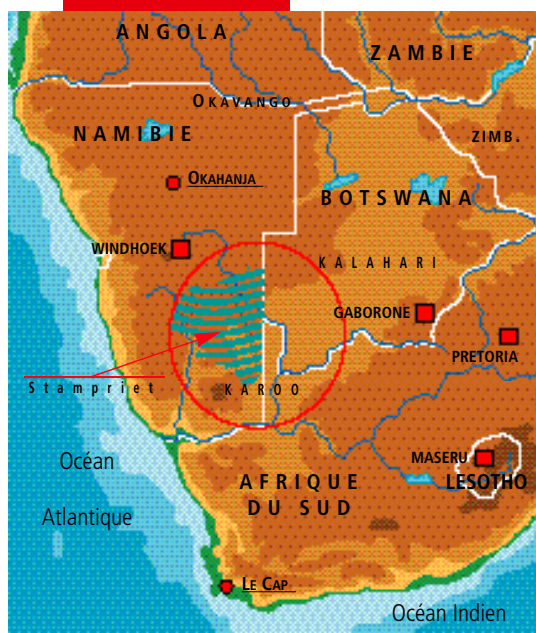 ANGOLA
ZAMBIE
OKAVANGO
NAMIBIE
ZIMB.
OKAHANJA
BOTSWANA
WINDHOEK
KALAHARI
GABORONE
PRETORIA
Stampriet
KAROO
Océan
MASERU
AFRIQUE
LESOTHO
DU SUD
Atlantique
LE CAP
Océan Indien